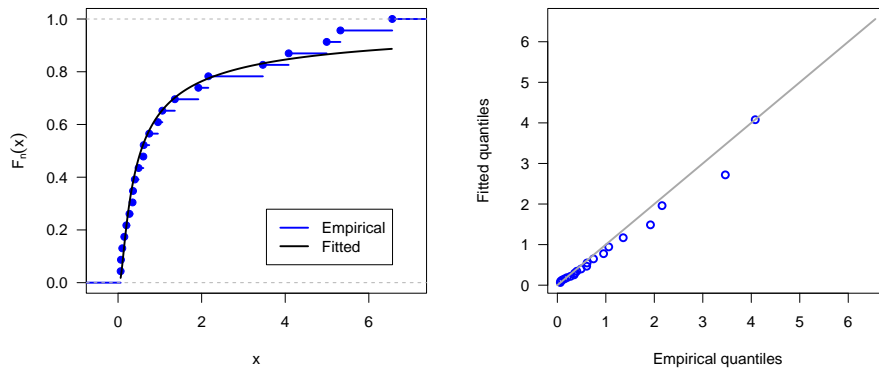 Fn(x)
1.0
0.8
0.6
0.4
0.2
0.0
Empirical
Fitted
0 2 4 6
x
Fitted quantiles
6
5
4
3
2
1
0
0 1 2 3 4 5 6
Empirical quantiles